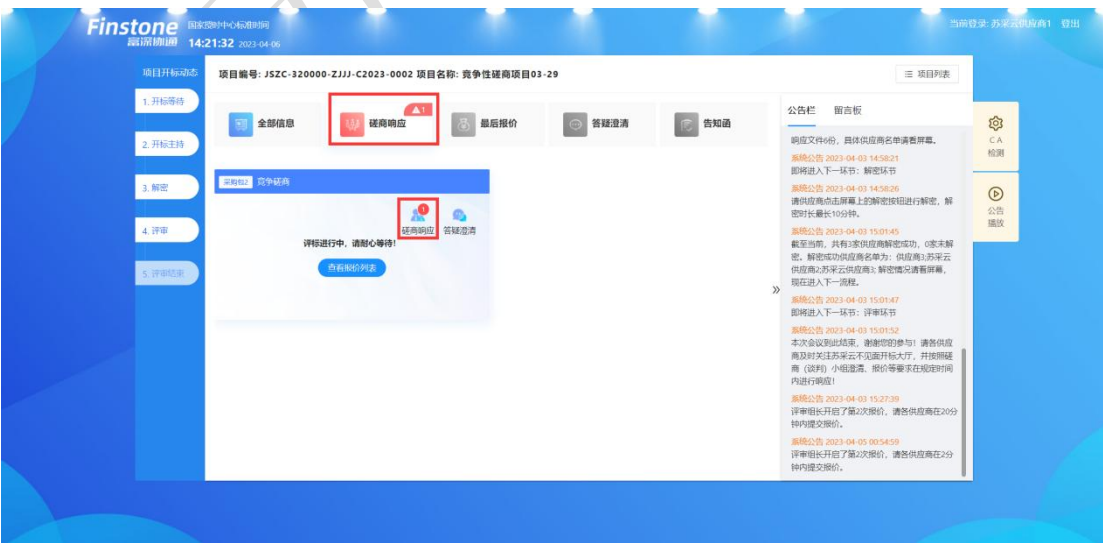 Finstone 国家授时中心标准时间
富深协通 14:21:32 2023-04-06
当前登录: 苏采云供应商1 登出
项目开标动态
1. 开标等待
2. 开标主持
3. 解密
4. 评审
5. 评审结束
项目编号: JSZC-320000-ZJJJ-C2023-0002 项目名称: 竞争性磋商项目03-29
项目列表
全部信息
磋商响应
1
最后报价
答疑澄清
告知函
采购包2 竞争磋商
1
磋商响应 答疑澄清
评标进行中, 请耐心等待!
查看报价列表
公告栏 留言板
响应文件6份, 具体供应商名单请看屏幕。
系统公告 2023-04-03 14:58:21
即将进入下一环节: 解密环节
系统公告 2023-04-03 14:58:26
请供应商点击屏幕上的解密按钮进行解密, 解
密时长最长10分钟。
系统公告 2023-04-03 15:01:45
截至当前, 共有3家供应商解密成功, 0家未解
密。解密成功供应商名单为: 供应商3;苏采云
供应商2;苏采云供应商3; 解密情况请看屏幕,
现在进入下一流程。
系统公告 2023-04-03 15:01:47
即将进入下一环节: 评审环节
系统公告 2023-04-03 15:01:52
本次会议到此结束, 谢谢您的参与! 请各供应
商及时关注苏采云不见面开标大厅, 并按照磋
商 (谈判) 小组澄清、报价等要求在规定时间
内进行响应!
系统公告 2023-04-03 15:27:39
评审组长开启了第2次报价, 请各供应商在20分
钟内提交报价。
系统公告 2023-04-05 00:54:59
评审组长开启了第2次报价, 请各供应商在2分
钟内提交报价。
CA
检测
公告
播放